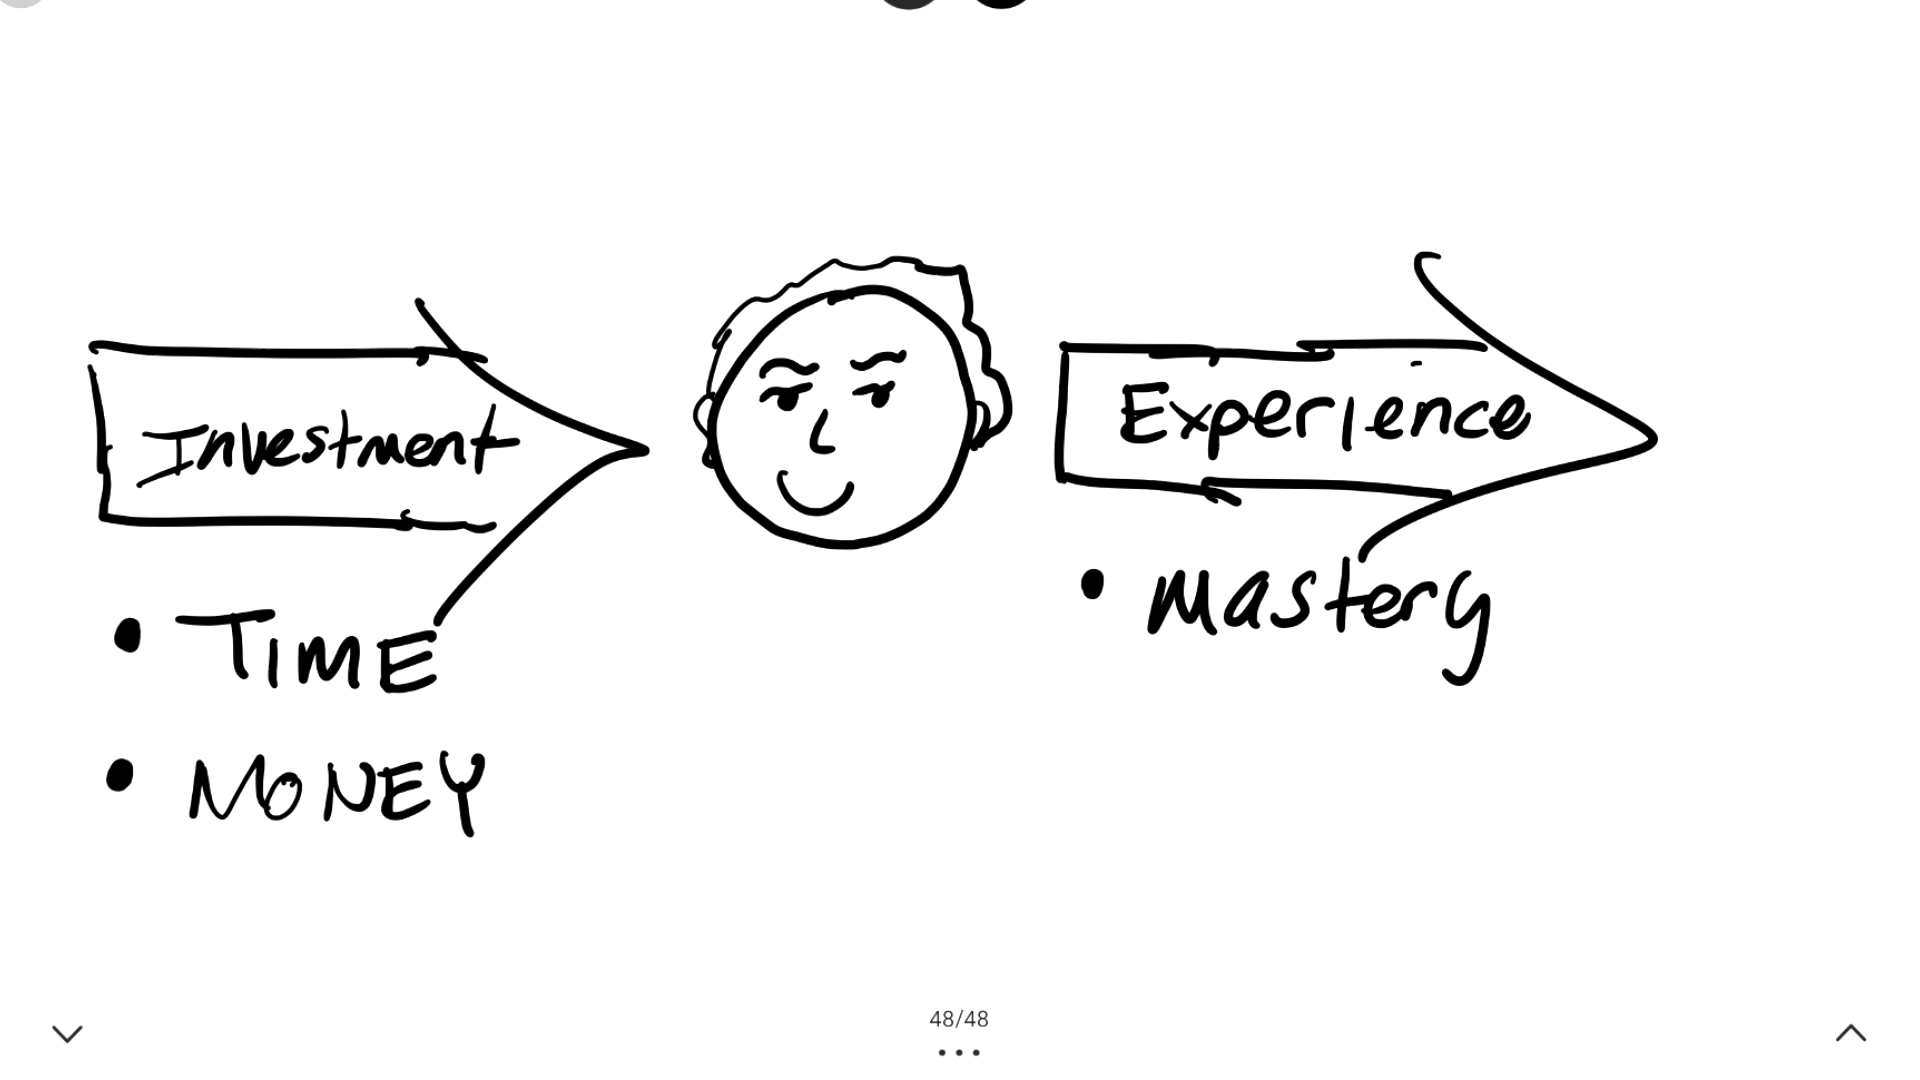 Investment
• TIME
• MONEY
Experience
• Mastery
48/48